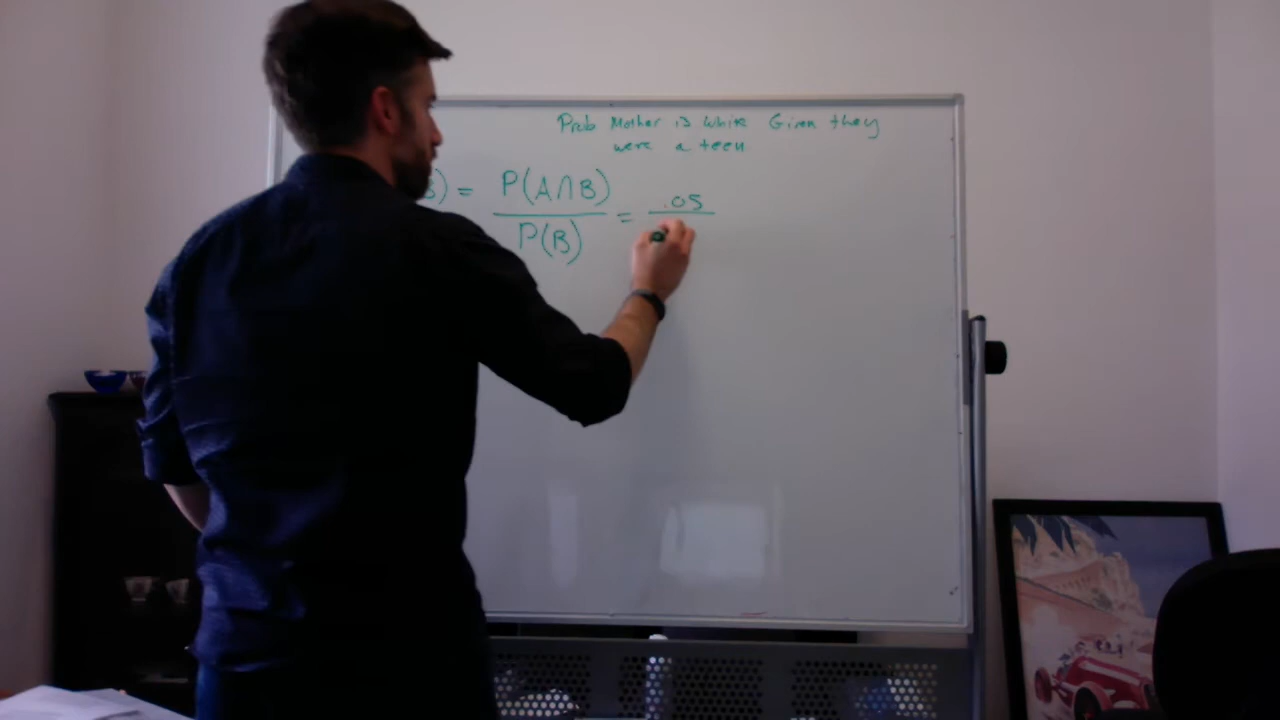 Prob Mother is White Given they
were a teen
B) = P(A∩B) / P(B) = .05